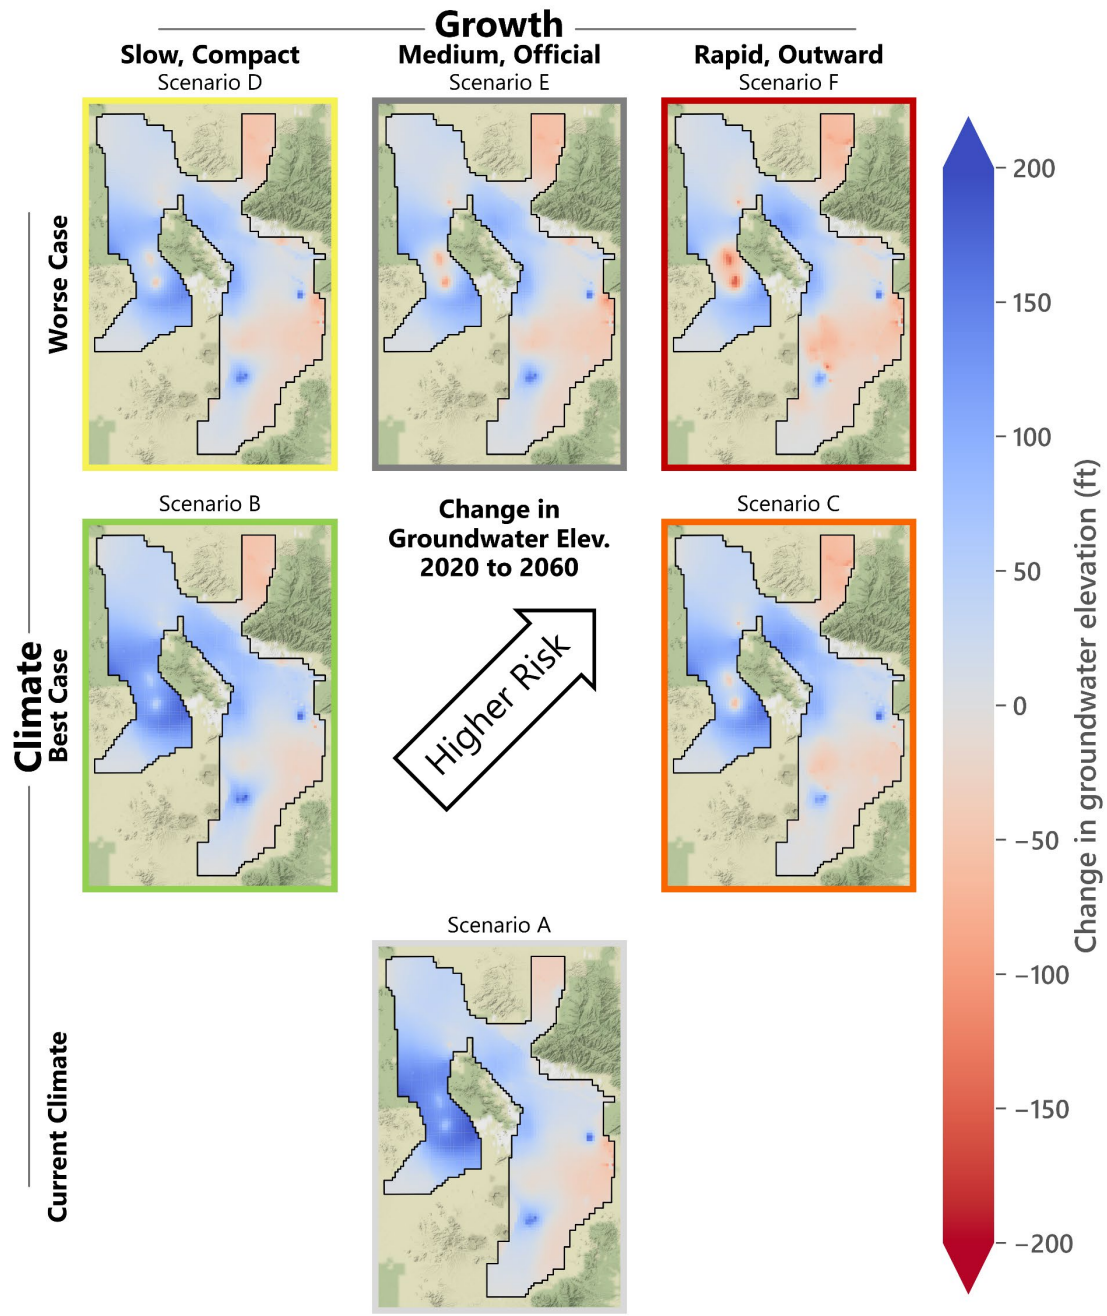 Growth
Slow, Compact
Medium, Official
Rapid, Outward
Scenario D
Scenario E
Scenario F
Climate
Worse Case
Best Case
Current Climate
Scenario B
Change in
Groundwater Elev.
2020 to 2060
Higher Risk
Scenario C
Scenario A
200
150
100
50
0
−50
−100
−150
−200
Change in groundwater elevation (ft)